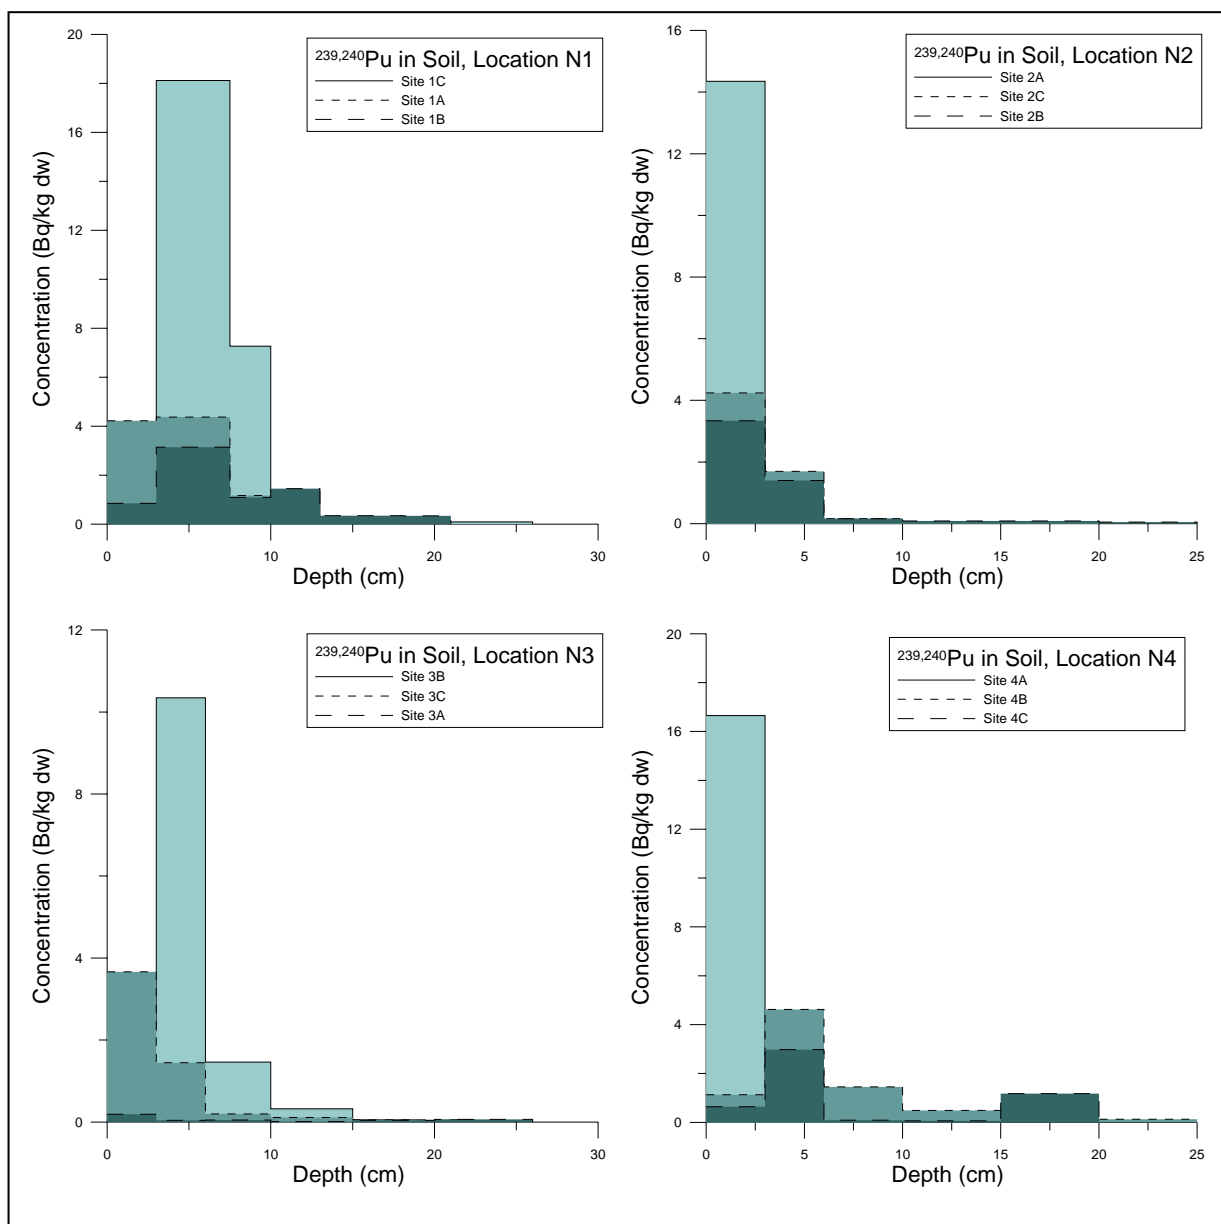 ²³⁹,²⁴⁰Pu in Soil, Location N1
Site 1C
Site 1A
Site 1B
20
16
12
8
4
0
Concentration (Bq/kg dw)
0 10 20 30
Depth (cm)
²³⁹,²⁴⁰Pu in Soil, Location N2
Site 2A
Site 2C
Site 2B
16
12
8
4
0
Concentration (Bq/kg dw)
0 5 10 15 20 25
Depth (cm)
²³⁹,²⁴⁰Pu in Soil, Location N3
Site 3B
Site 3C
Site 3A
12
8
4
0
Concentration (Bq/kg dw)
0 10 20 30
Depth (cm)
²³⁹,²⁴⁰Pu in Soil, Location N4
Site 4A
Site 4B
Site 4C
20
16
12
8
4
0
Concentration (Bq/kg dw)
0 5 10 15 20 25
Depth (cm)